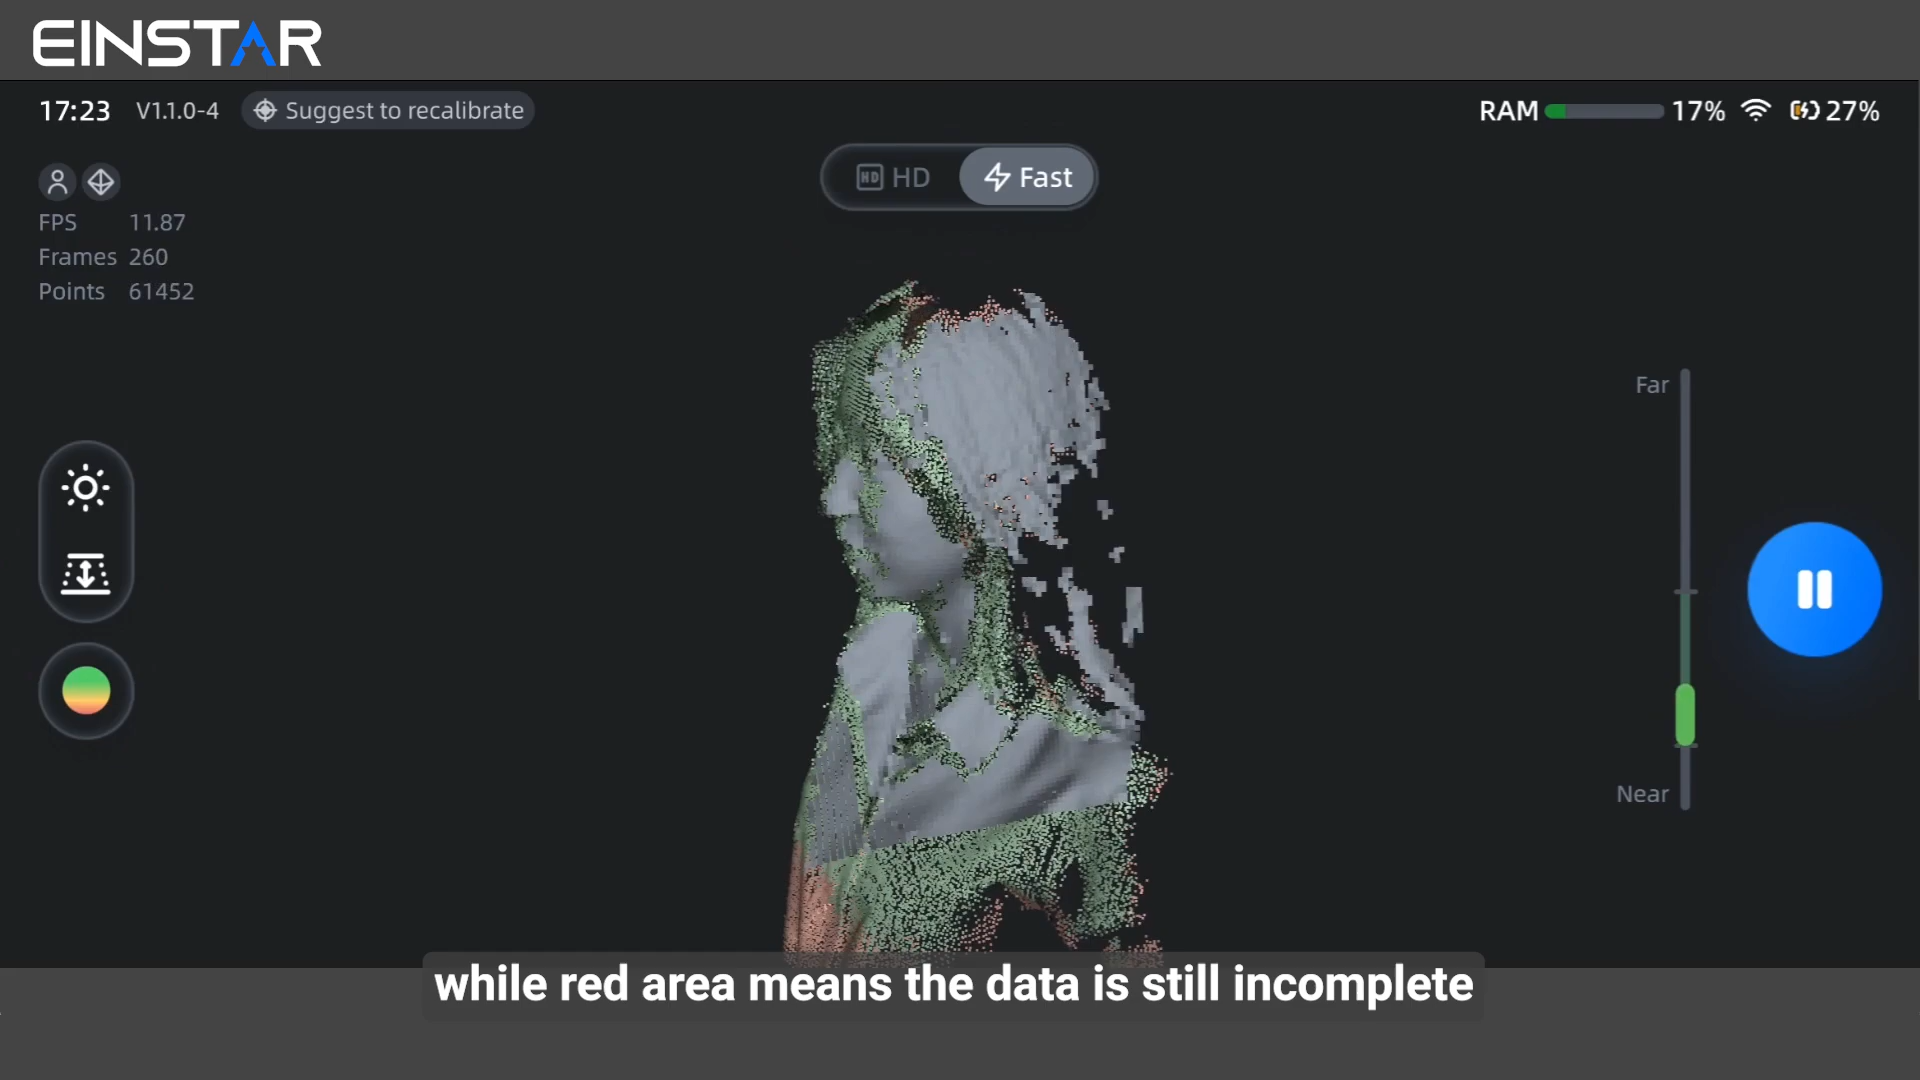 EINSTAR
17:23 V1.1.0-4 Suggest to recalibrate RAM 17% 27%
HD HD Fast
FPS 11.87
Frames 260
Points 61452
Far
Near
while red area means the data is still incomplete